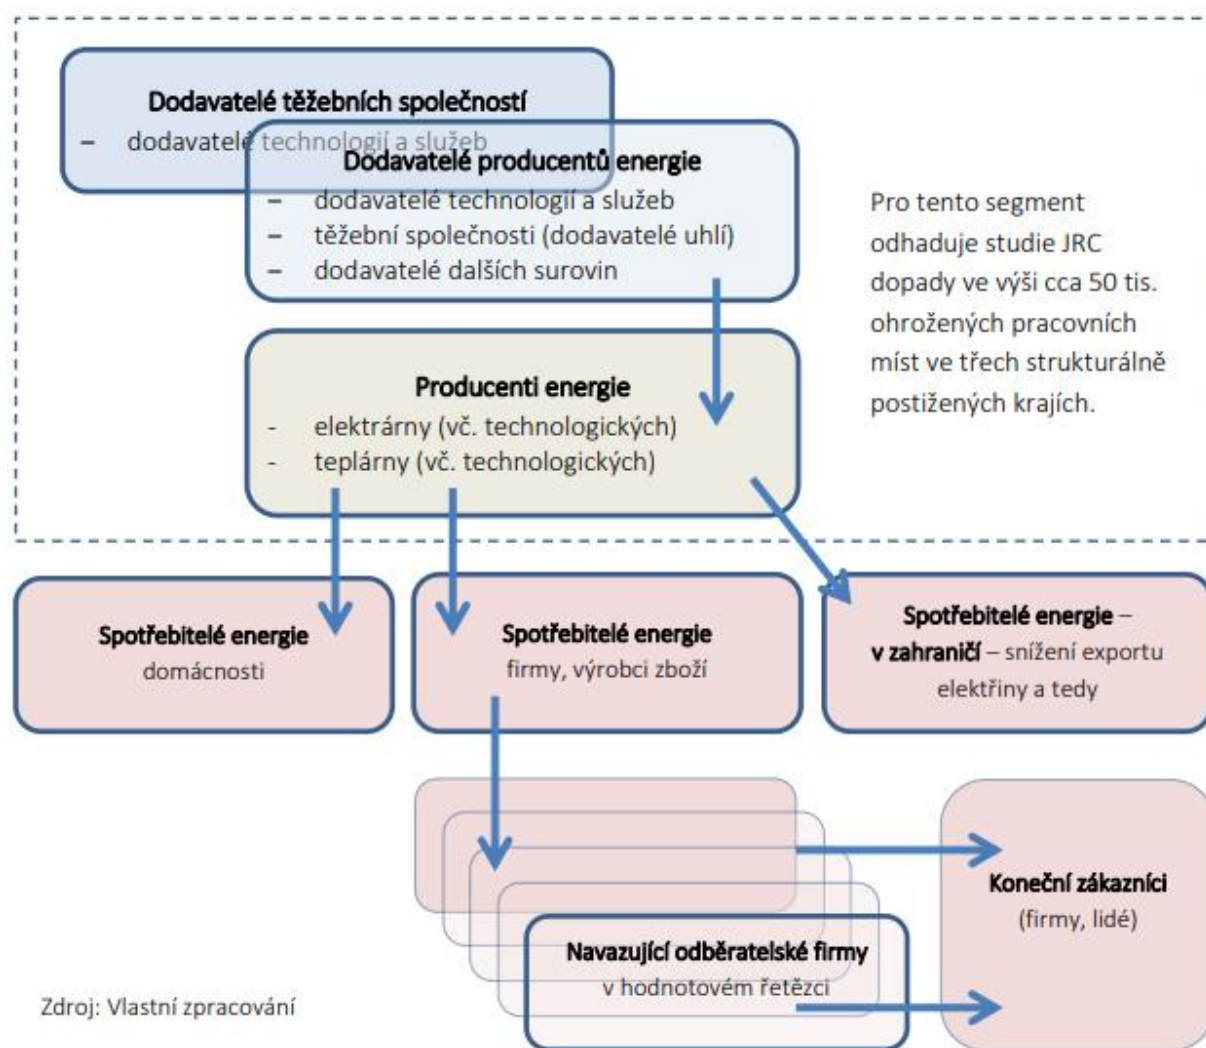 Dodavatelé těžebních společností
– dodavatelé technologií a služeb
Dodavatelé producentů energie
– dodavatelé technologií a služeb
– těžební společnosti (dodavatelé uhlí)
– dodavatelé dalších surovin
Pro tento segment
odhaduje studie JRC
dopady ve výši cca 50 tis.
ohrožených pracovních
míst ve třech strukturálně
postižených krajích.
Producenti energie
- elektrárny (vč. technologických)
- teplárny (vč. technologických)
Spotřebitelé energie
domácnosti
Spotřebitelé energie
firmy, výrobci zboží
Spotřebitelé energie –
v zahraničí – snížení exportu
elektřiny a tedy
Koneční zákazníci
(firmy, lidé)
Navazující odběratelské firmy
v hodnotovém řetězci
Zdroj: Vlastní zpracování